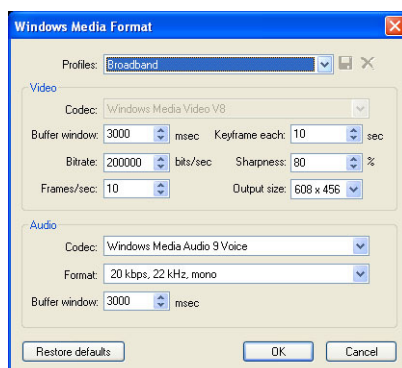 Windows Media Format
Profiles: Broadband
Video
Codec: Windows Media Video V8
Buffer window: 3000 msec Keyframe each: 10 sec
Bitrate: 200000 bits/sec Sharpness: 80 %
Frames/sec: 10 Output size: 608 x 456
Audio
Codec: Windows Media Audio 9 Voice
Format: 20 kbps, 22 kHz, mono
Buffer window: 3000 msec
Restore defaults OK Cancel